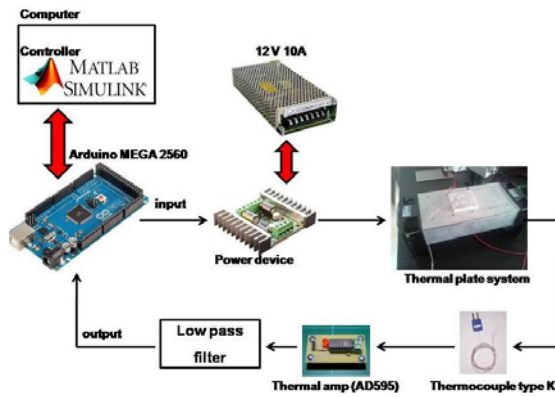 Computer
Controller
MATLAB
SIMULINK
12 V 10A
Arduino MEGA 2560
input
Power device
Thermal plate system
output
Low pass
filter
Thermal amp (AD595)
Thermocouple type K